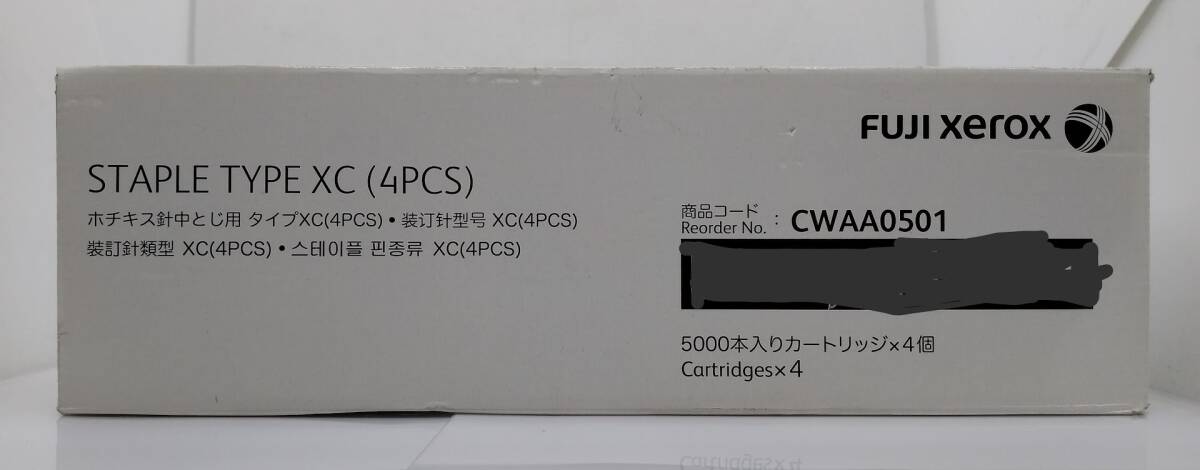 FUJI xerox
STAPLE TYPE XC (4PCS)
ホチキス針中とじ用 タイプXC(4PCS)・装订针型号 XC(4PCS)
裝訂針類型 XC(4PCS)・스테이플 핀종류 XC(4PCS)
商品コード
Reorder No. : CWAA0501
5000本入りカートリッジ×4個
Cartridges×4